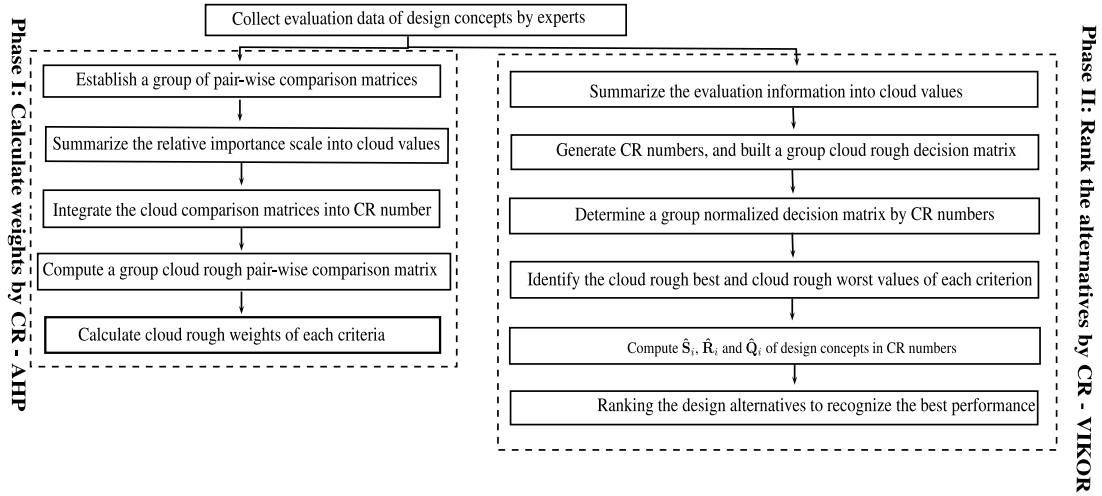 Collect evaluation data of design concepts by experts
Phase I: Calculate weights by CR - AHP
Establish a group of pair-wise comparison matrices
Summarize the relative importance scale into cloud values
Integrate the cloud comparison matrices into CR number
Compute a group cloud rough pair-wise comparison matrix
Calculate cloud rough weights of each criteria
Phase II: Rank the alternatives by CR - VIKOR
Summarize the evaluation information into cloud values
Generate CR numbers, and built a group cloud rough decision matrix
Determine a group normalized decision matrix by CR numbers
Identify the cloud rough best and cloud rough worst values of each criterion
Compute Ŝᵢ, R̂ᵢ and Q̂ᵢ of design concepts in CR numbers
Ranking the design alternatives to recognize the best performance